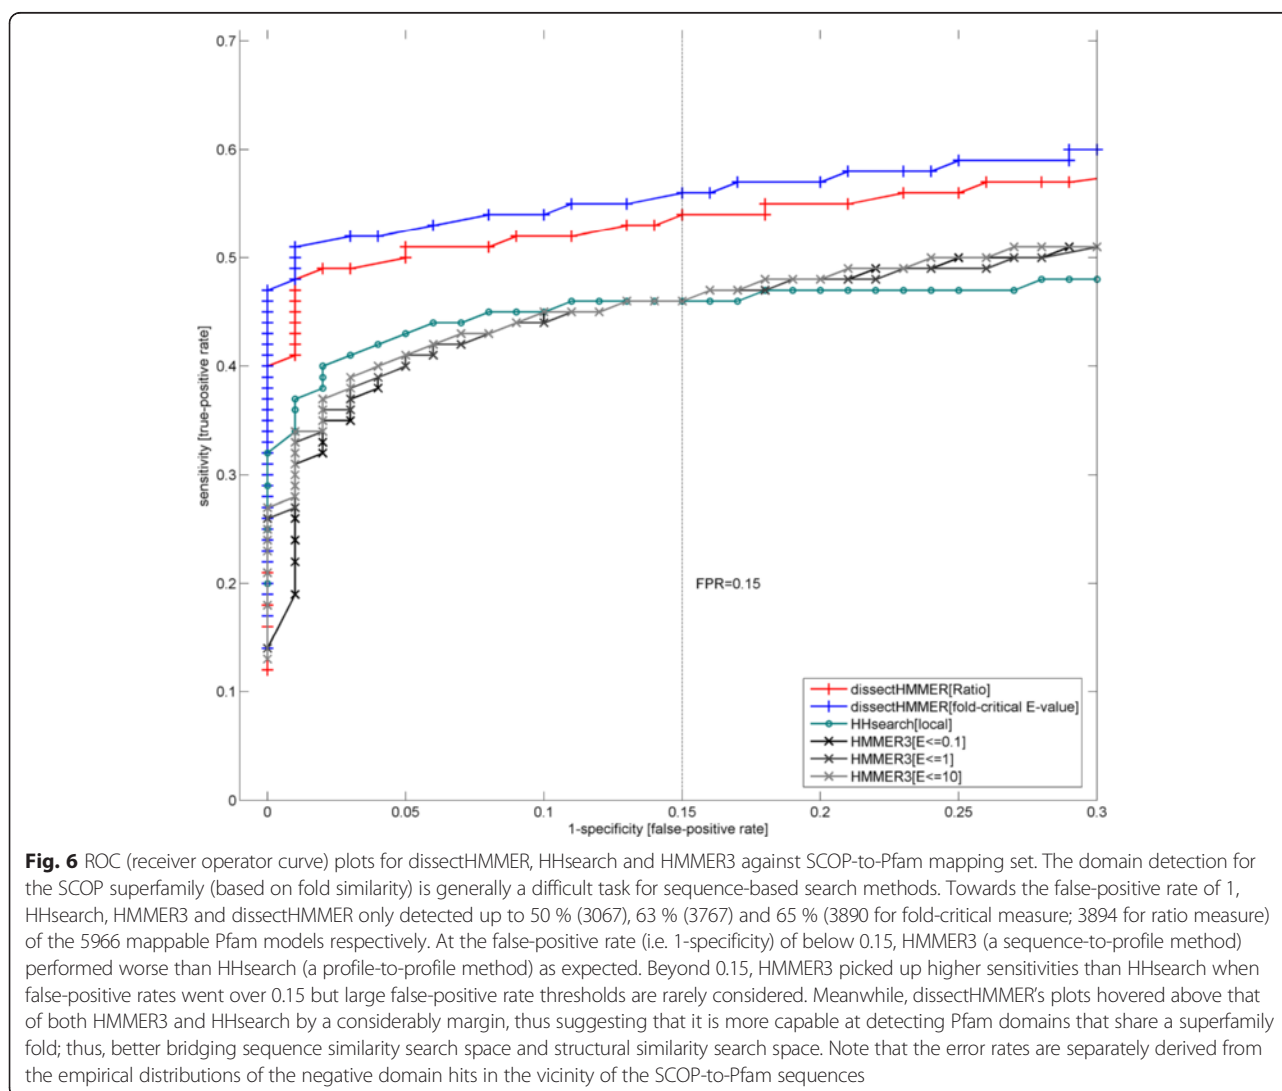 0.7
0.6
0.5
0.4
0.3
0.2
0.1
0
sensitivity [true-positive rate]
FPR=0.15
dissectHMMER[Ratio]
dissectHMMER[fold-critical E-value]
HHsearch[local]
HMMER3[E<=0.1]
HMMER3[E<=1]
HMMER3[E<=10]
0 0.05 0.1 0.15 0.2 0.25 0.3
1-specificity [false-positive rate]
Fig. 6 ROC (receiver operator curve) plots for dissectHMMER, HHsearch and HMMER3 against SCOP-to-Pfam mapping set. The domain detection for
the SCOP superfamily (based on fold similarity) is generally a difficult task for sequence-based search methods. Towards the false-positive rate of 1,
HHsearch, HMMER3 and dissectHMMER only detected up to 50 % (3067), 63 % (3767) and 65 % (3890 for fold-critical measure; 3894 for ratio measure)
of the 5966 mappable Pfam models respectively. At the false-positive rate (i.e. 1-specificity) of below 0.15, HMMER3 (a sequence-to-profile method)
performed worse than HHsearch (a profile-to-profile method) as expected. Beyond 0.15, HMMER3 picked up higher sensitivities than HHsearch when
false-positive rates went over 0.15 but large false-positive rate thresholds are rarely considered. Meanwhile, dissectHMMER's plots hovered above that
of both HMMER3 and HHsearch by a considerably margin, thus suggesting that it is more capable at detecting Pfam domains that share a superfamily
fold; thus, better bridging sequence similarity search space and structural similarity search space. Note that the error rates are separately derived from
the empirical distributions of the negative domain hits in the vicinity of the SCOP-to-Pfam sequences